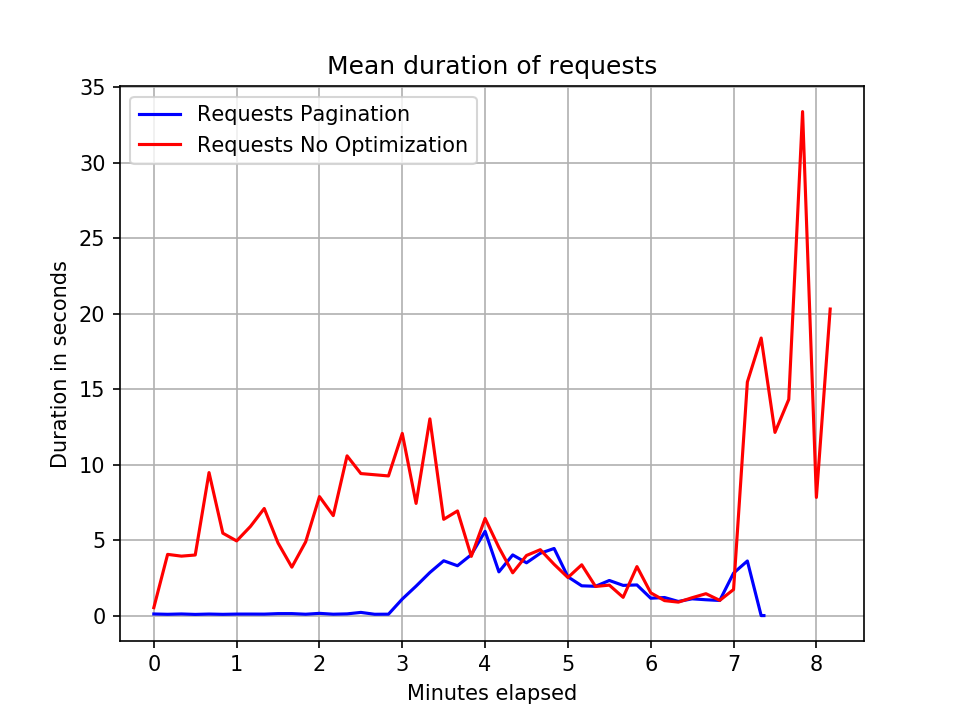 Mean duration of requests
Requests Pagination
Requests No Optimization
Duration in seconds
35
30
25
20
15
10
5
0
0 1 2 3 4 5 6 7 8
Minutes elapsed